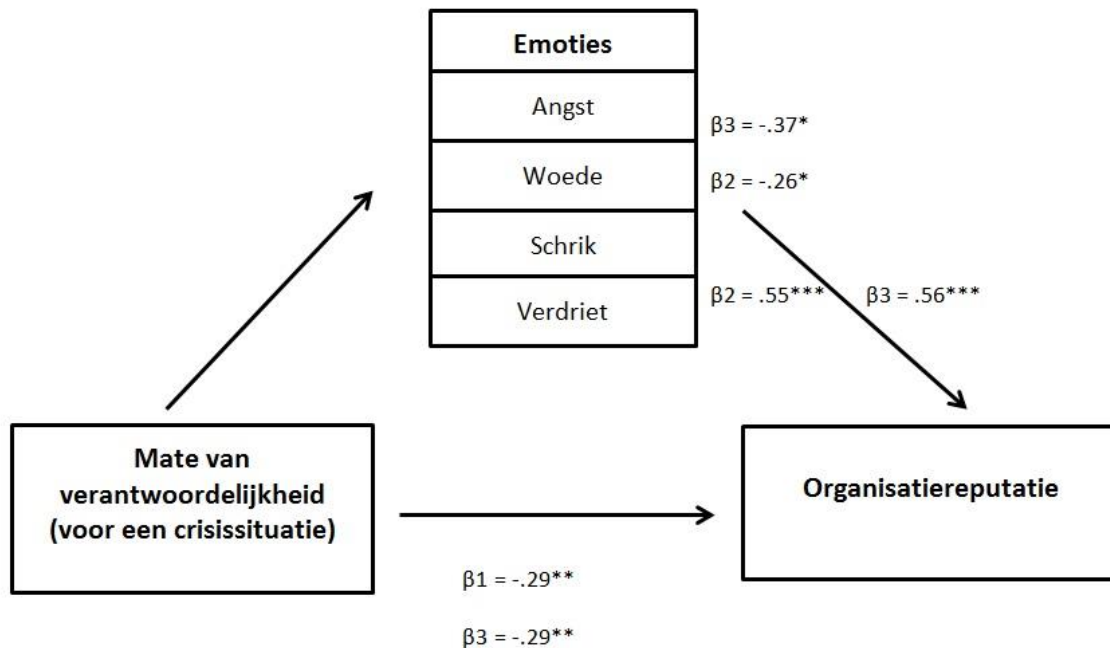 Emoties
Angst
β3 = -.37*
Woede
β2 = -.26*
Schrik
Verdriet
β2 = .55***
β3 = .56***
Mate van
verantwoordelijkheid
(voor een crisissituatie)
Organisatiereputatie
β1 = -.29**
β3 = -.29**